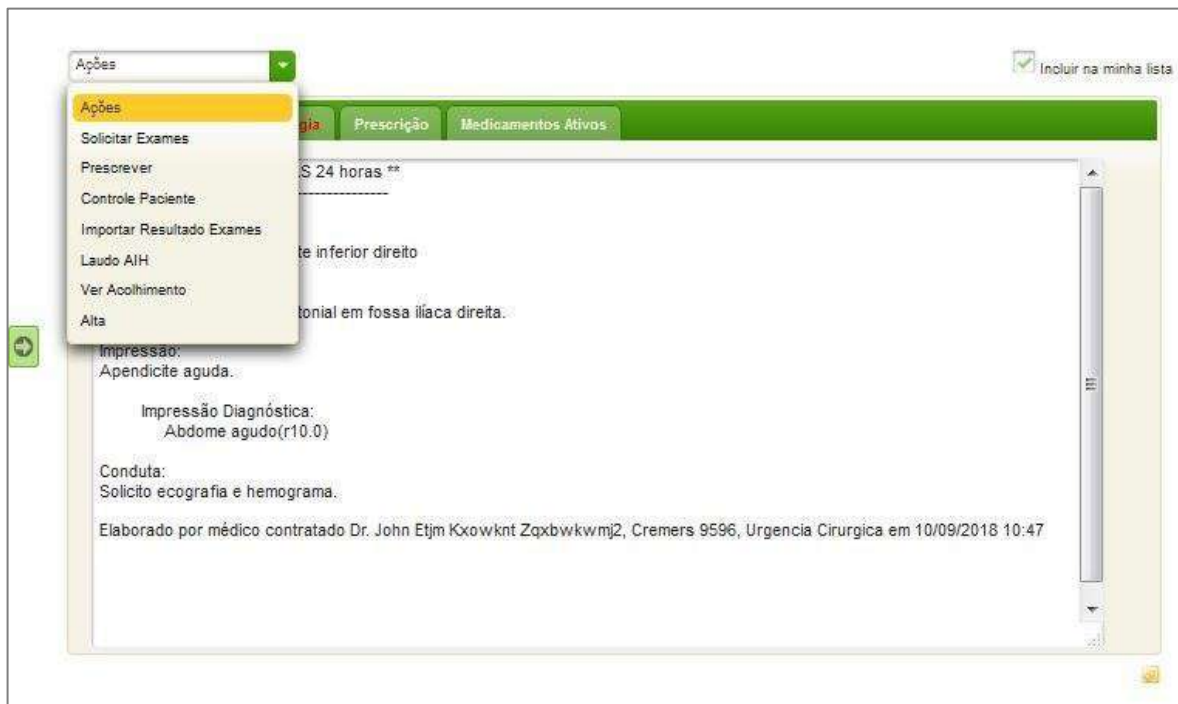 Ações
Incluir na minha lista
Ações
Solicitar Exames
Prescrever
Controle Paciente
Importar Resultado Exames
Laudo AIH
Ver Acolhimento
Alta
gia
Prescrição
Medicamentos Ativos
S 24 horas **
----------------
te inferior direito
tonial em fossa ilíaca direita.
Impressão:
Apendicite aguda.
Impressão Diagnóstica:
Abdome agudo(r10.0)
Conduta:
Solicito ecografia e hemograma.
Elaborado por médico contratado Dr. John Etjm Kxowknt Zqxbwkwmj2, Cremers 9596, Urgencia Cirurgica em 10/09/2018 10:47